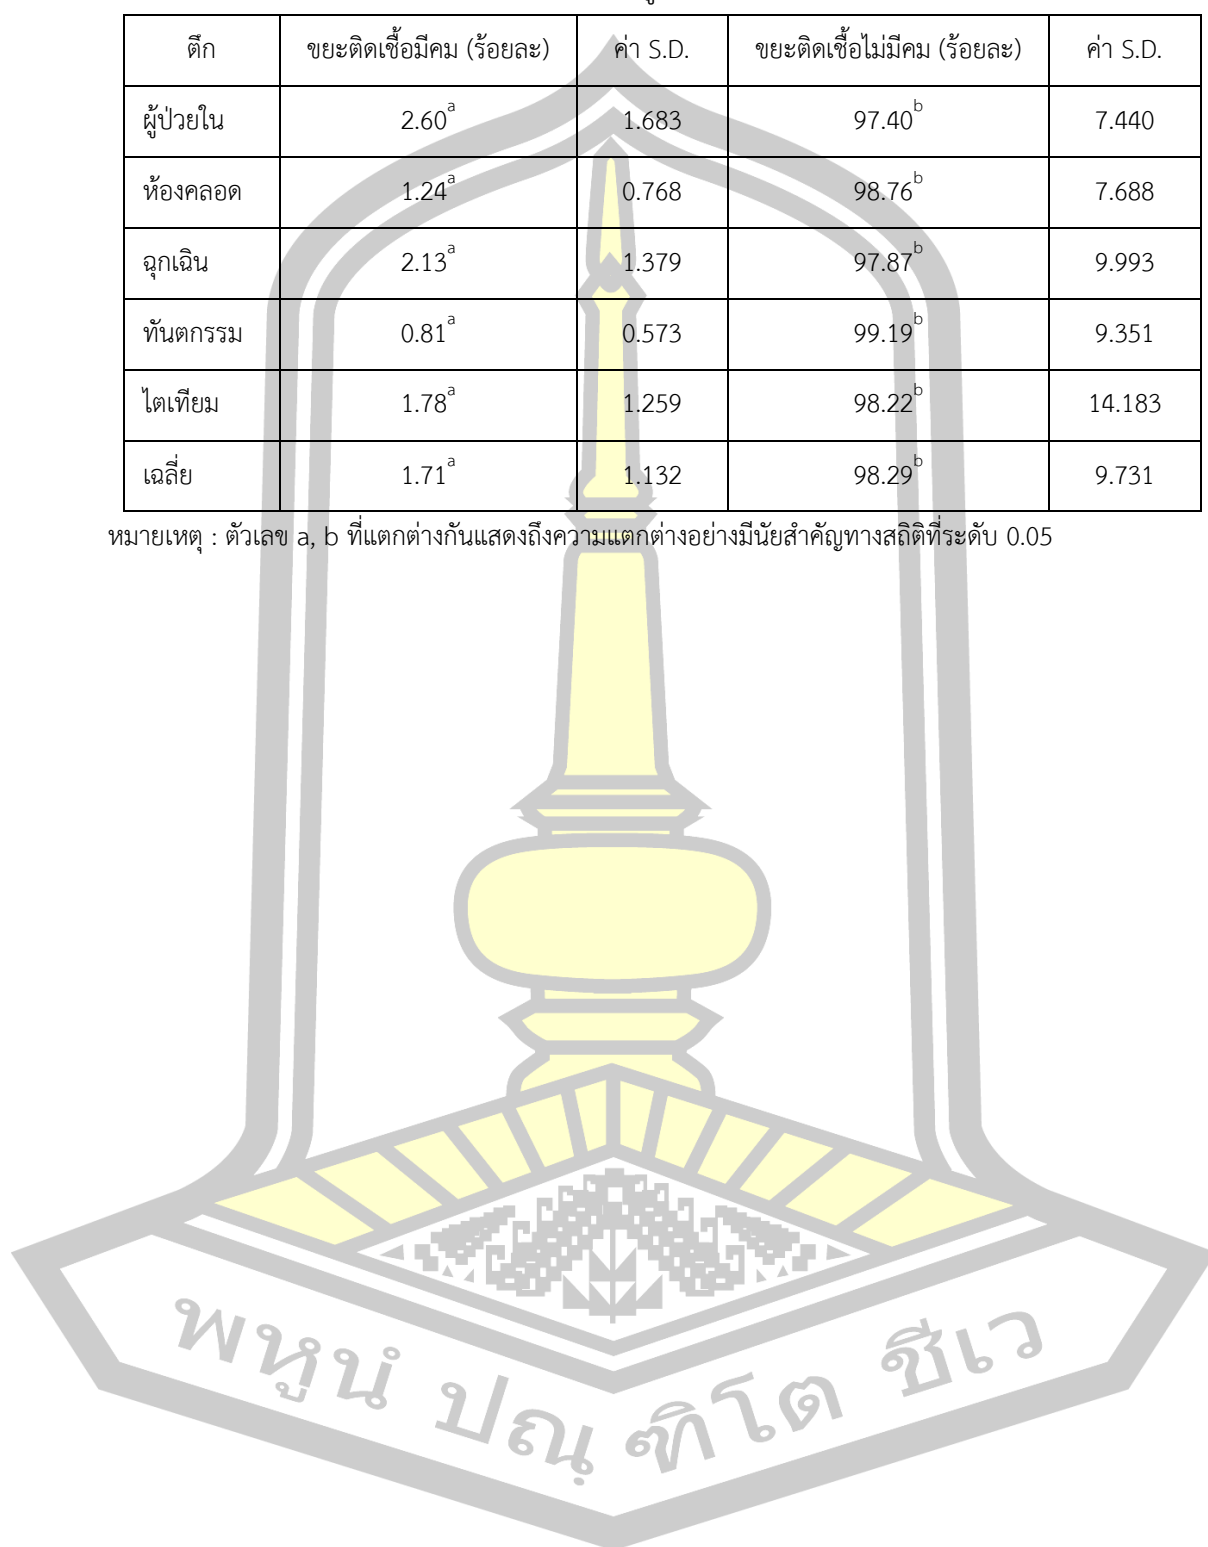 ตึก ขยะติดเชื้อมีคม (ร้อยละ) ค่า S.D. ขยะติดเชื้อไม่มีคม (ร้อยละ) ค่า S.D.
ผู้ป่วยใน 2.60a 1.683 97.40b 7.440
ห้องคลอด 1.24a 0.768 98.76b 7.688
ฉุกเฉิน 2.13a 1.379 97.87b 9.993
ทันตกรรม 0.81a 0.573 99.19b 9.351
ไตเทียม 1.78a 1.259 98.22b 14.183
เฉลี่ย 1.71a 1.132 98.29b 9.731
หมายเหตุ : ตัวเลข a, b ที่แตกต่างกันแสดงถึงความแตกต่างอย่างมีนัยสำคัญทางสถิติที่ระดับ 0.05
พหูนํ ปณฺ ฑิโต ชีเว